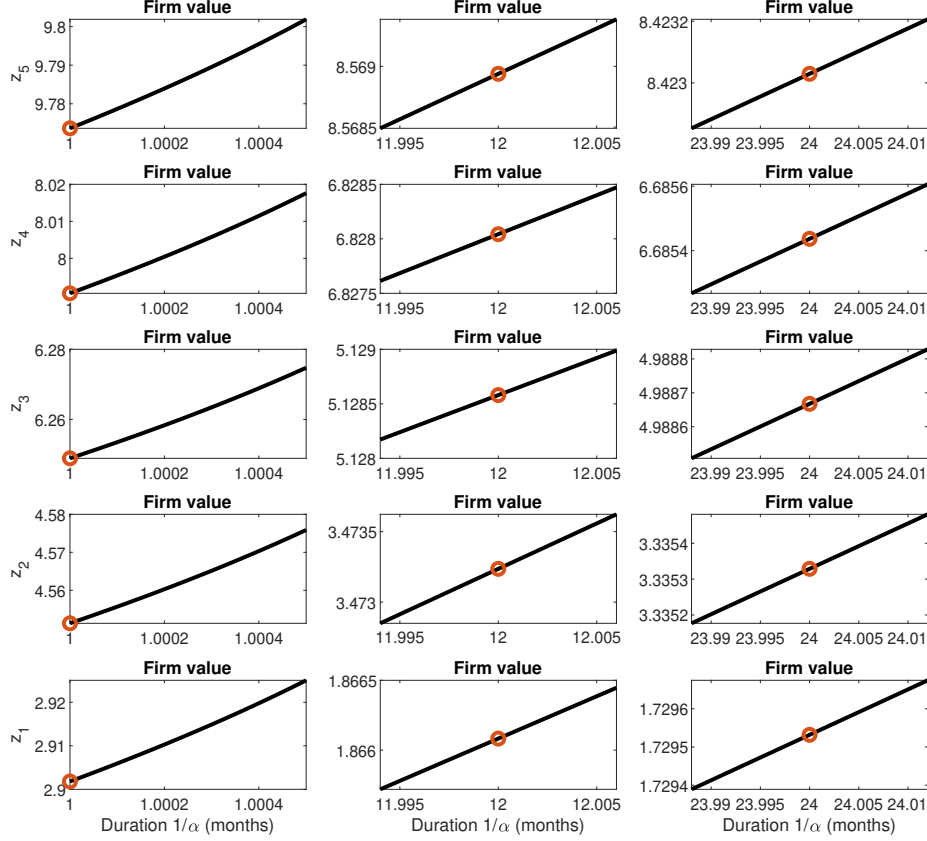 Firm value Firm value Firm value
z5
9.8
9.79
9.78
1 1.0002 1.0004
8.569
8.5685
11.995 12 12.005
8.4232
8.423
23.99 23.995 24 24.005 24.01
Firm value Firm value Firm value
z4
8.02
8.01
8
1 1.0002 1.0004
6.8285
6.828
6.8275
11.995 12 12.005
6.6856
6.6854
23.99 23.995 24 24.005 24.01
Firm value Firm value Firm value
z3
6.28
6.26
1 1.0002 1.0004
5.129
5.1285
5.128
11.995 12 12.005
4.9888
4.9887
4.9886
23.99 23.995 24 24.005 24.01
Firm value Firm value Firm value
z2
4.58
4.57
4.56
1 1.0002 1.0004
3.4735
3.473
11.995 12 12.005
3.3354
3.3353
3.3352
23.99 23.995 24 24.005 24.01
Firm value Firm value Firm value
z1
2.92
2.91
2.9
1 1.0002 1.0004
1.8665
1.866
11.995 12 12.005
1.7296
1.7295
1.7294
23.99 23.995 24 24.005 24.01
Duration 1/α (months) Duration 1/α (months) Duration 1/α (months)